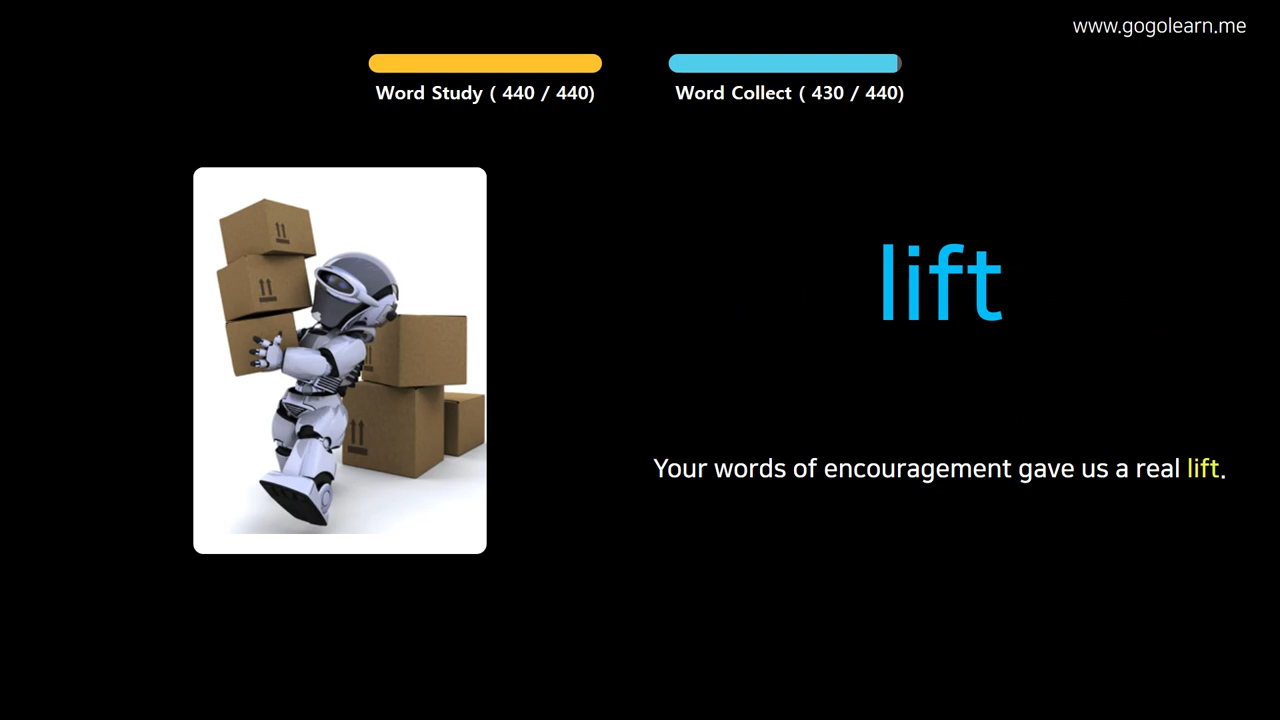 www.gogolearn.me
Word Study ( 440 / 440)
Word Collect ( 430 / 440)
lift
Your words of encouragement gave us a real lift.